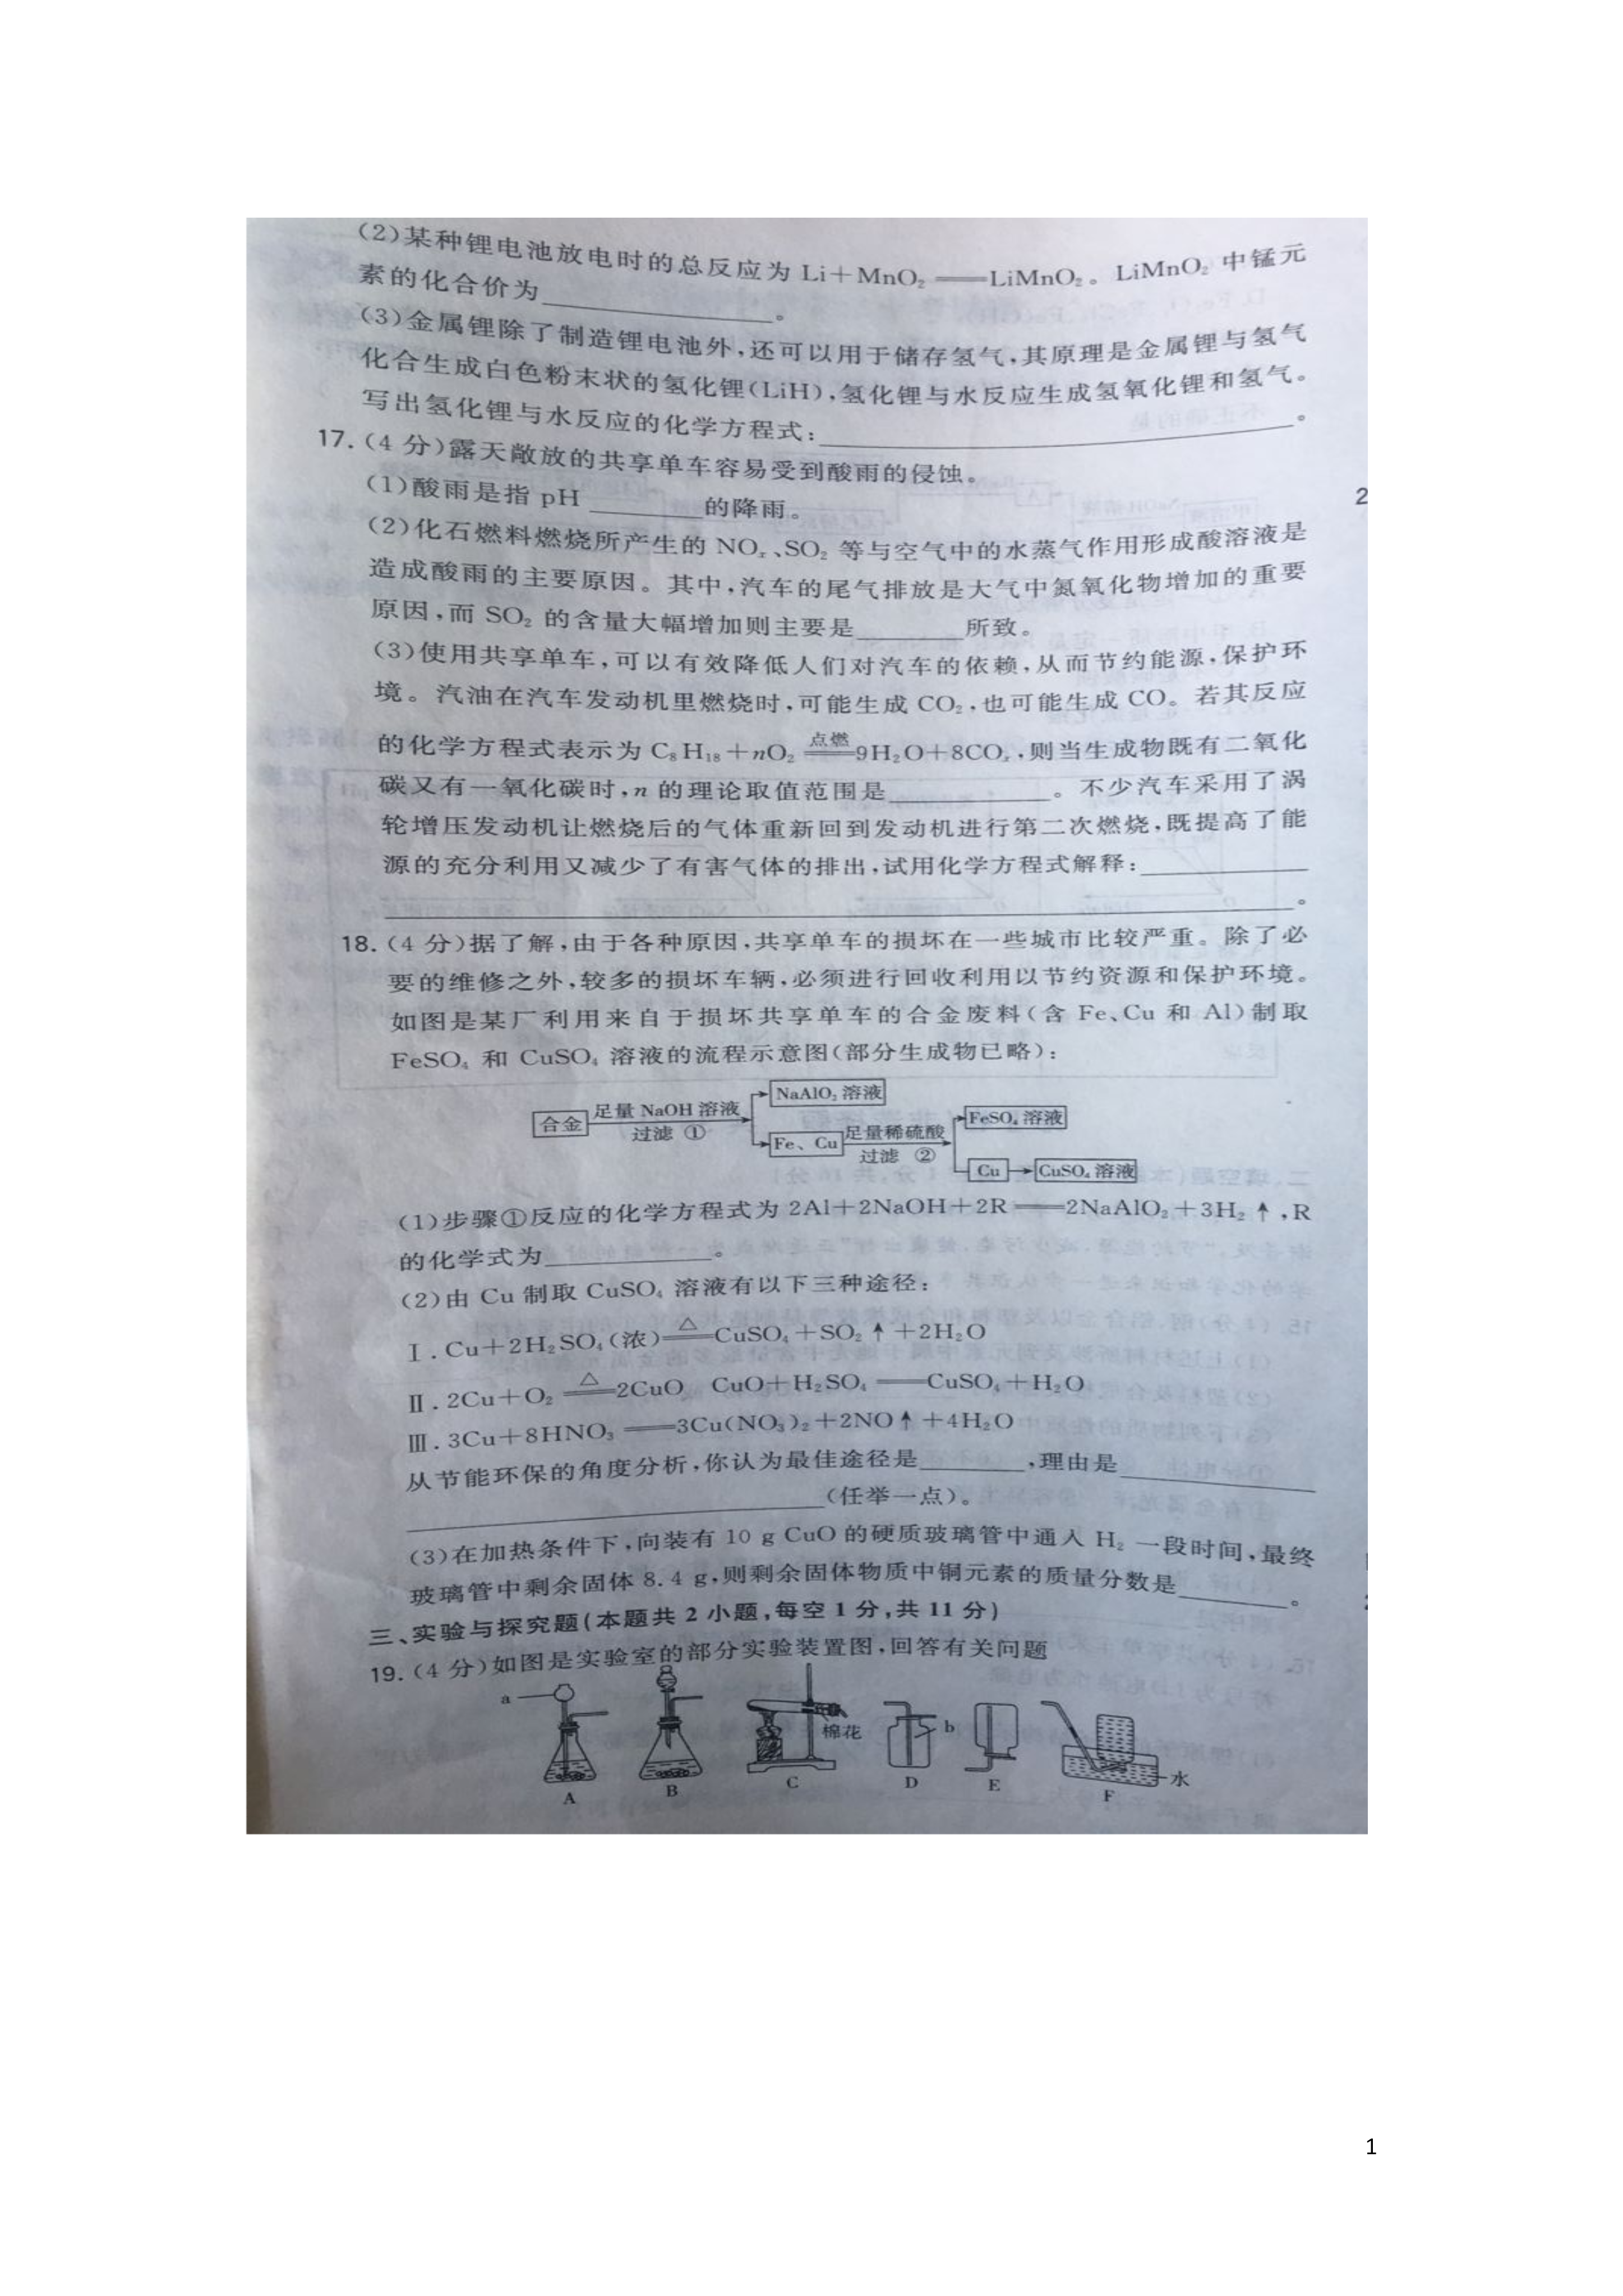 (2)某种锂电池放电时的总反应为 Li+MnO₂══LiMnO₂。LiMnO₂ 中锰元
素的化合价为________。
(3)金属锂除了制造锂电池外,还可以用于储存氢气,其原理是金属锂与氢气
化合生成白色粉末状的氢化锂(LiH),氢化锂与水反应生成氢氧化锂和氢气。
写出氢化锂与水反应的化学方程式:________。
17.(4 分)露天敞放的共享单车容易受到酸雨的侵蚀。
(1)酸雨是指 pH ________的降雨。
2
(2)化石燃料燃烧所产生的 NOₓ、SO₂ 等与空气中的水蒸气作用形成酸溶液是
造成酸雨的主要原因。其中,汽车的尾气排放是大气中氮氧化物增加的重要
原因,而 SO₂ 的含量大幅增加则主要是________所致。
(3)使用共享单车,可以有效降低人们对汽车的依赖,从而节约能源,保护环
境。汽油在汽车发动机里燃烧时,可能生成 CO₂,也可能生成 CO。若其反应
的化学方程式表示为 C₈H₁₈+nO₂ ══点燃 9H₂O+8COₓ,则当生成物既有二氧化
碳又有一氧化碳时,n 的理论取值范围是________。不少汽车采用了涡
轮增压发动机让燃烧后的气体重新回到发动机进行第二次燃烧,既提高了能
源的充分利用又减少了有害气体的排出,试用化学方程式解释:________
________。
18.(4 分)据了解,由于各种原因,共享单车的损坏在一些城市比较严重。除了必
要的维修之外,较多的损坏车辆,必须进行回收利用以节约资源和保护环境。
如图是某厂利用来自于损坏共享单车的合金废料(含 Fe、Cu 和 Al)制取
FeSO₄ 和 CuSO₄ 溶液的流程示意图(部分生成物已略):
合金 足量 NaOH 溶液 过滤 ① NaAlO₂ 溶液
Fe、Cu 足量稀硫酸 过滤 ② FeSO₄ 溶液
Cu → CuSO₄ 溶液
(1)步骤①反应的化学方程式为 2Al+2NaOH+2R══2NaAlO₂+3H₂↑,R
的化学式为________。
(2)由 Cu 制取 CuSO₄ 溶液有以下三种途径:
Ⅰ.Cu+2H₂SO₄(浓)══△ CuSO₄+SO₂↑+2H₂O
Ⅱ.2Cu+O₂ ══△ 2CuO CuO+H₂SO₄══CuSO₄+H₂O
Ⅲ.3Cu+8HNO₃══3Cu(NO₃)₂+2NO↑+4H₂O
从节能环保的角度分析,你认为最佳途径是________,理由是________
________(任举一点)。
(3)在加热条件下,向装有 10 g CuO 的硬质玻璃管中通入 H₂ 一段时间,最终
玻璃管中剩余固体 8.4 g,则剩余固体物质中铜元素的质量分数是________。
三、实验与探究题(本题共 2 小题,每空 1 分,共 11 分)
19.(4 分)如图是实验室的部分实验装置图,回答有关问题
a 棉花 b 水
A B C D E F
1